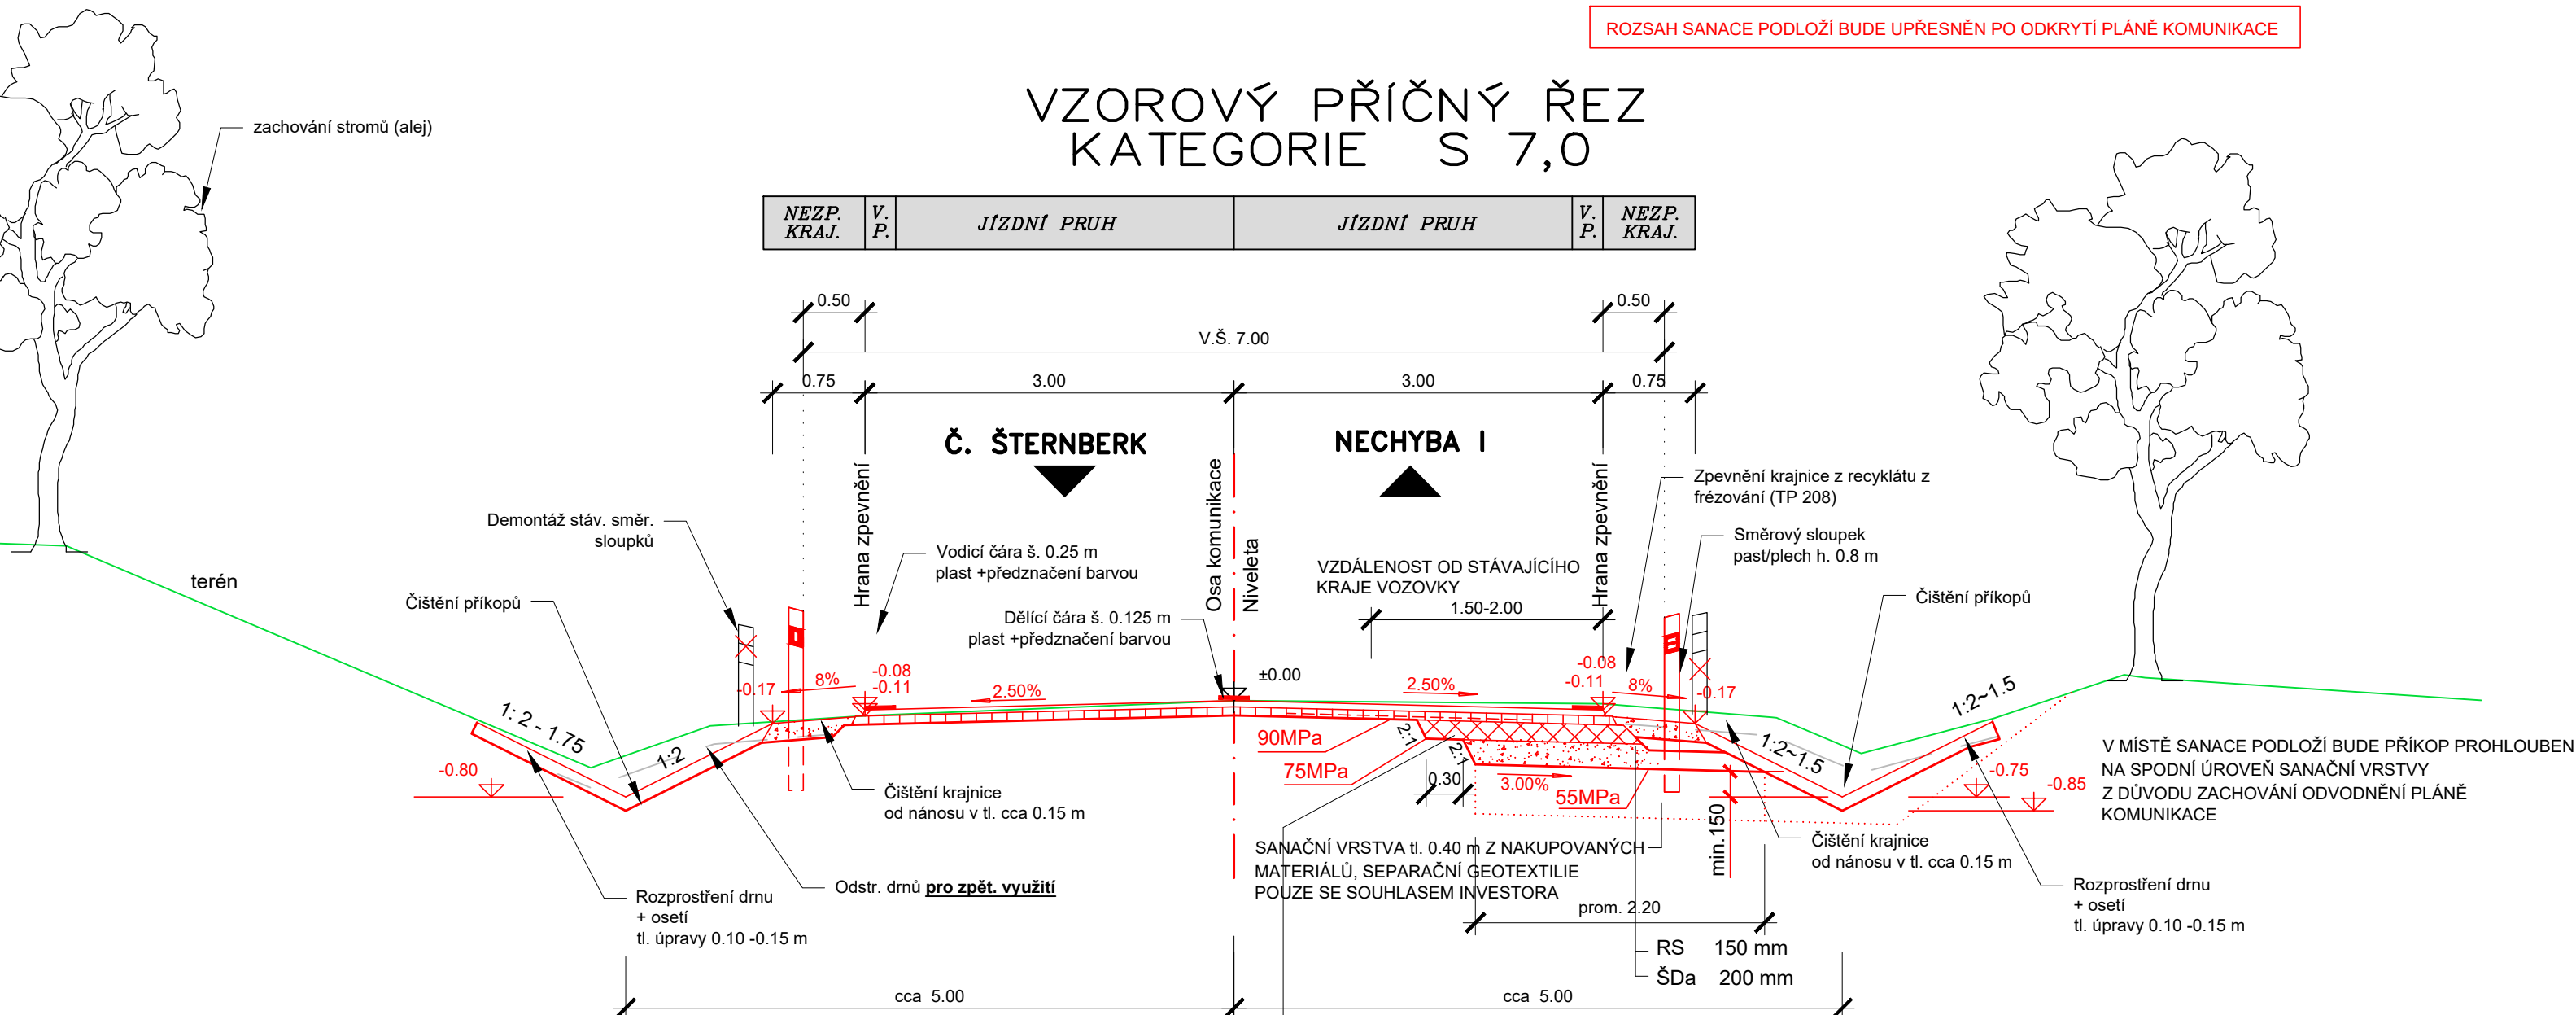 ROZSAH SANACE PODLOŽÍ BUDE UPŘESNĚN PO ODKRYTÍ PLÁNĚ KOMUNIKACE
VZOROVÝ PŘÍČNÝ ŘEZ
KATEGORIE S 7,0
zachování stromů (alej)
NEZP. KRAJ.
V. P.
JÍZDNÍ PRUH
JÍZDNÍ PRUH
V. P.
NEZP. KRAJ.
0.50
0.50
V.Š. 7.00
0.75
3.00
3.00
0.75
Č. ŠTERNBERK
NECHYBA I
Hrana zpevnění
Osa komunikace
Niveleta
Hrana zpevnění
Zpevnění krajnice z recyklátu z
frézování (TP 208)
Demontáž stáv. směr.
sloupků
Směrový sloupek
past/plech h. 0.8 m
Vodicí čára š. 0.25 m
plast +předznačení barvou
VZDÁLENOST OD STÁVAJÍCÍHO
KRAJE VOZOVKY
1.50-2.00
terén
Čištění příkopů
Čištění příkopů
Dělící čára š. 0.125 m
plast +předznačení barvou
-0.17
8%
-0.08
-0.11
2.50%
±0.00
2.50%
-0.08
-0.11
8%
-0.17
1: 2 - 1.75
1:2
1:2~1.5
1:2~1.5
90MPa
75MPa
55MPa
2:1
2:1
0.30
3.00%
min.150
-0.80
-0.75
-0.85
V MÍSTĚ SANACE PODLOŽÍ BUDE PŘÍKOP PROHLOUBEN
NA SPODNÍ ÚROVEŇ SANAČNÍ VRSTVY
Z DŮVODU ZACHOVÁNÍ ODVODNĚNÍ PLÁNĚ
KOMUNIKACE
Čištění krajnice
od nánosu v tl. cca 0.15 m
Čištění krajnice
od nánosu v tl. cca 0.15 m
SANAČNÍ VRSTVA tl. 0.40 m Z NAKUPOVANÝCH
MATERIÁLŮ, SEPARAČNÍ GEOTEXTILIE
POUZE SE SOUHLASEM INVESTORA
Odstr. drnů pro zpět. využití
Rozprostření drnu
+ osetí
tl. úpravy 0.10 -0.15 m
Rozprostření drnu
+ osetí
tl. úpravy 0.10 -0.15 m
prom. 2.20
RS 150 mm
ŠDa 200 mm
cca 5.00
cca 5.00